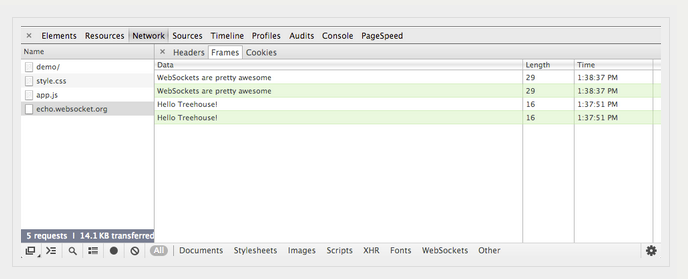 × Elements Resources Network Sources Timeline Profiles Audits Console PageSpeed
Name
demo/
style.css
app.js
echo.websocket.org
5 requests | 14.1 KB transferred
× Headers Frames Cookies
Data Length Time
WebSockets are pretty awesome 29 1:38:37 PM
WebSockets are pretty awesome 29 1:38:37 PM
Hello Treehouse! 16 1:37:51 PM
Hello Treehouse! 16 1:37:51 PM
All Documents Stylesheets Images Scripts XHR Fonts WebSockets Other